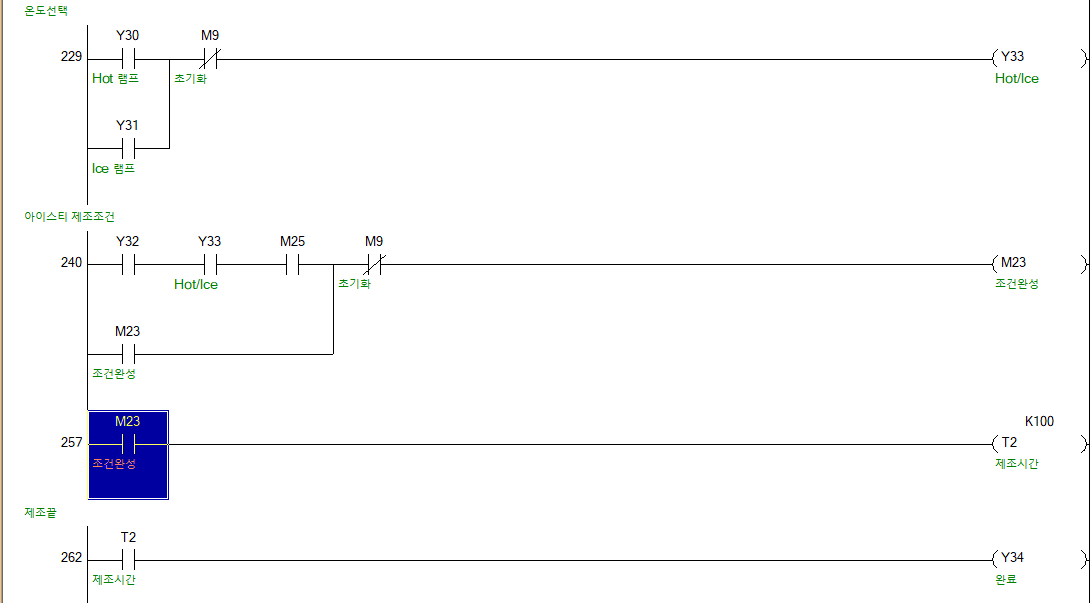 온도선택
Y30 M9
229 Y33
Hot 램프 초기화 Hot/Ice
Y31
Ice 램프
아이스티 제조조건
Y32 Y33 M25 M9
240 M23
Hot/Ice 초기화 조건완성
M23
조건완성
M23 K100
257 T2
조건완성 제조시간
제조끝
T2
262 Y34
제조시간 완료